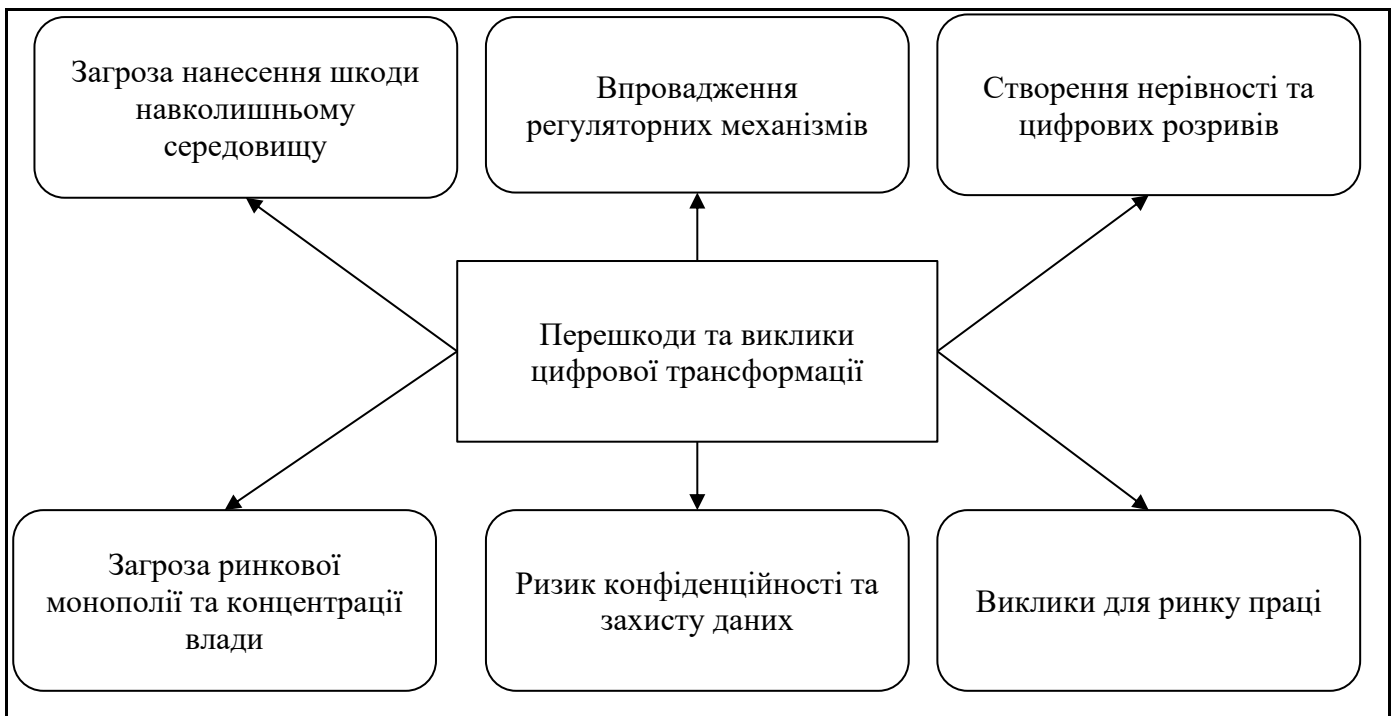 Загроза нанесення шкоди
навколишньому
середовищу
Впровадження
регуляторних механізмів
Створення нерівності та
цифрових розривів
Перешкоди та виклики
цифрової трансформації
Загроза ринкової
монополії та концентрації
влади
Ризик конфіденційності та
захисту даних
Виклики для ринку праці